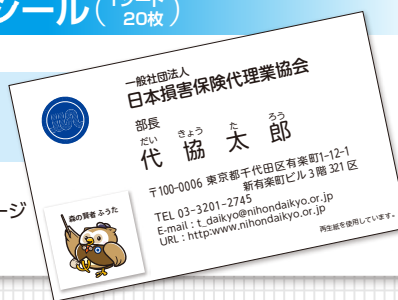 シール（1シート
20枚）
一般社団法人
日本損害保険代理業協会
部長
だい きょう た ろう
代 協 太 郎
〒100-0006 東京都千代田区有楽町1-12-1
新有楽町ビル3階 321区
TEL 03-3201-2745
E-mail : t_daikyo@nihondaikyo.or.jp
URL : http:www.nihondaikyo.or.jp
再生紙を使用しています。
森の賢者 ふうた
ージ